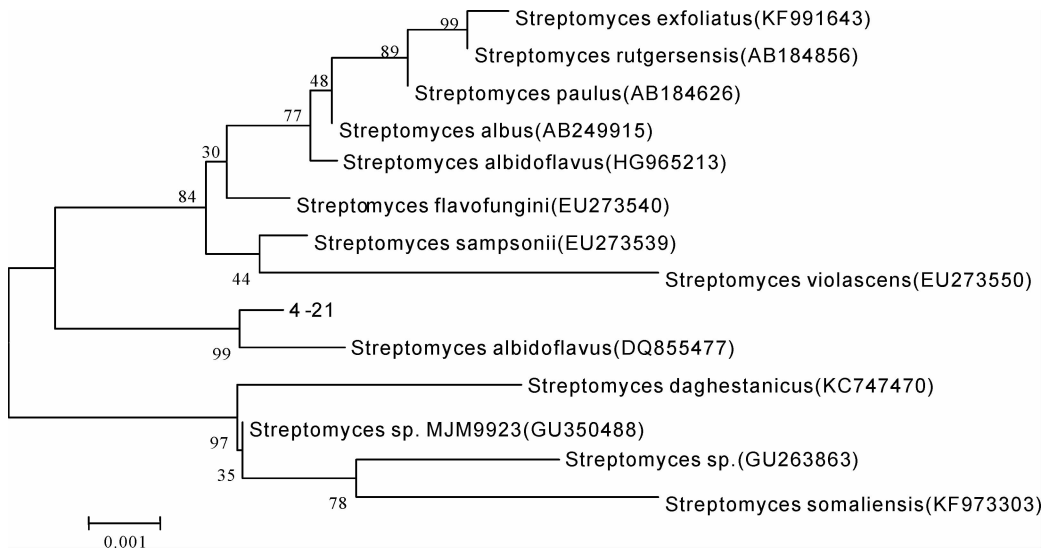 99 Streptomyces exfoliatus(KF991643)
Streptomyces rutgersensis(AB184856)
89
Streptomyces paulus(AB184626)
48
Streptomyces albus(AB249915)
77
Streptomyces albidoflavus(HG965213)
30
Streptomyces flavofungini(EU273540)
84
Streptomyces sampsonii(EU273539)
44
Streptomyces violascens(EU273550)
4-21
99
Streptomyces albidoflavus(DQ855477)
Streptomyces daghestanicus(KC747470)
97
Streptomyces sp. MJM9923(GU350488)
35
Streptomyces sp.(GU263863)
78
Streptomyces somaliensis(KF973303)
0.001